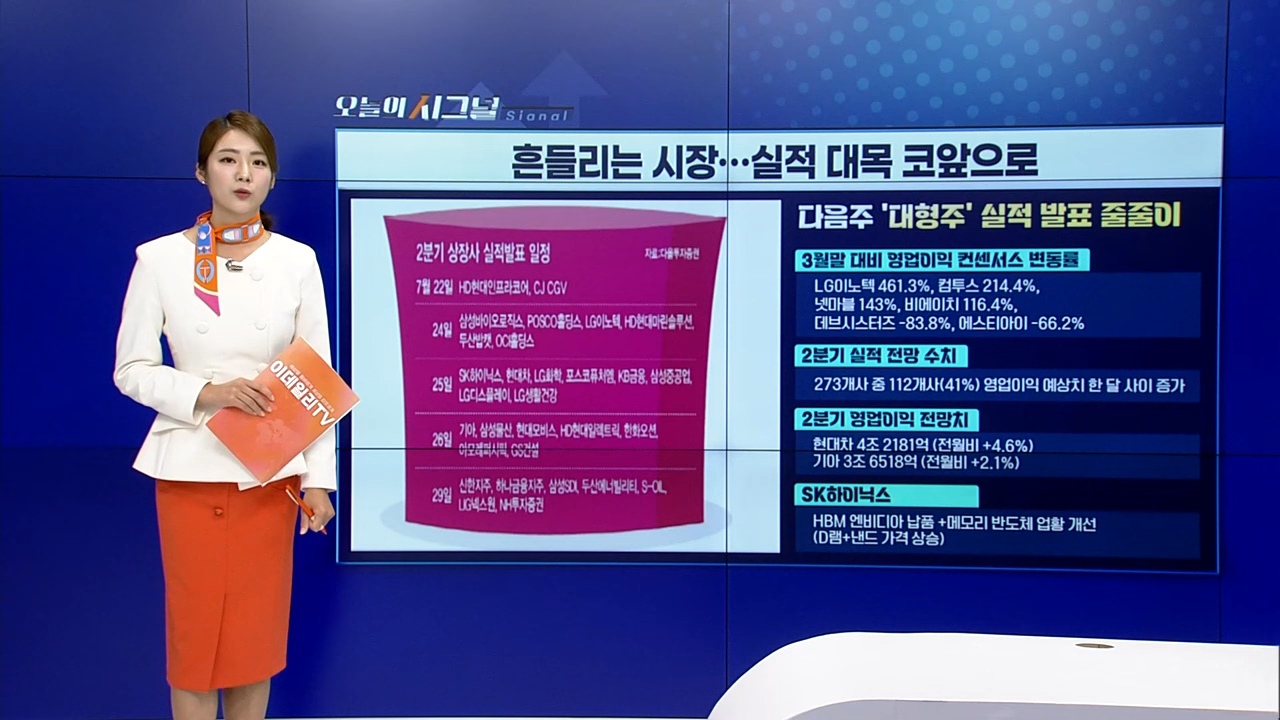 오늘의 시그널
Signal
흔들리는 시장…실적 대목 코앞으로
2분기 상장사 실적발표 일정
자료:다올투자증권
7월 22일 HD현대인프라코어, CJ CGV
24일 삼성바이오로직스, POSCO홀딩스, LG이노텍, HD현대마린솔루션,
두산밥캣, OCI홀딩스
25일 SK하이닉스, 현대차, LG화학, 포스코퓨처엠, KB금융, 삼성중공업,
LG디스플레이, LG생활건강
26일 기아, 삼성물산, 현대모비스, HD현대일렉트릭, 한화오션,
아모레퍼시픽, GS건설
29일 신한지주, 하나금융지주, 삼성SDI, 두산에너빌리티, S-OIL,
LIG넥스원, NH투자증권
다음주 '대형주' 실적 발표 줄줄이
3월말 대비 영업이익 컨센서스 변동률
LG이노텍 461.3%, 컴투스 214.4%,
넷마블 143%, 비에이치 116.4%,
데브시스터즈 -83.8%, 에스티아이 -66.2%
2분기 실적 전망 수치
273개사 중 112개사(41%) 영업이익 예상치 한 달 사이 증가
2분기 영업이익 전망치
현대차 4조 2181억 (전월비 +4.6%)
기아 3조 6518억 (전월비 +2.1%)
SK하이닉스
HBM 엔비디아 납품 +메모리 반도체 업황 개선
(D램+낸드 가격 상승)
이데일리TV